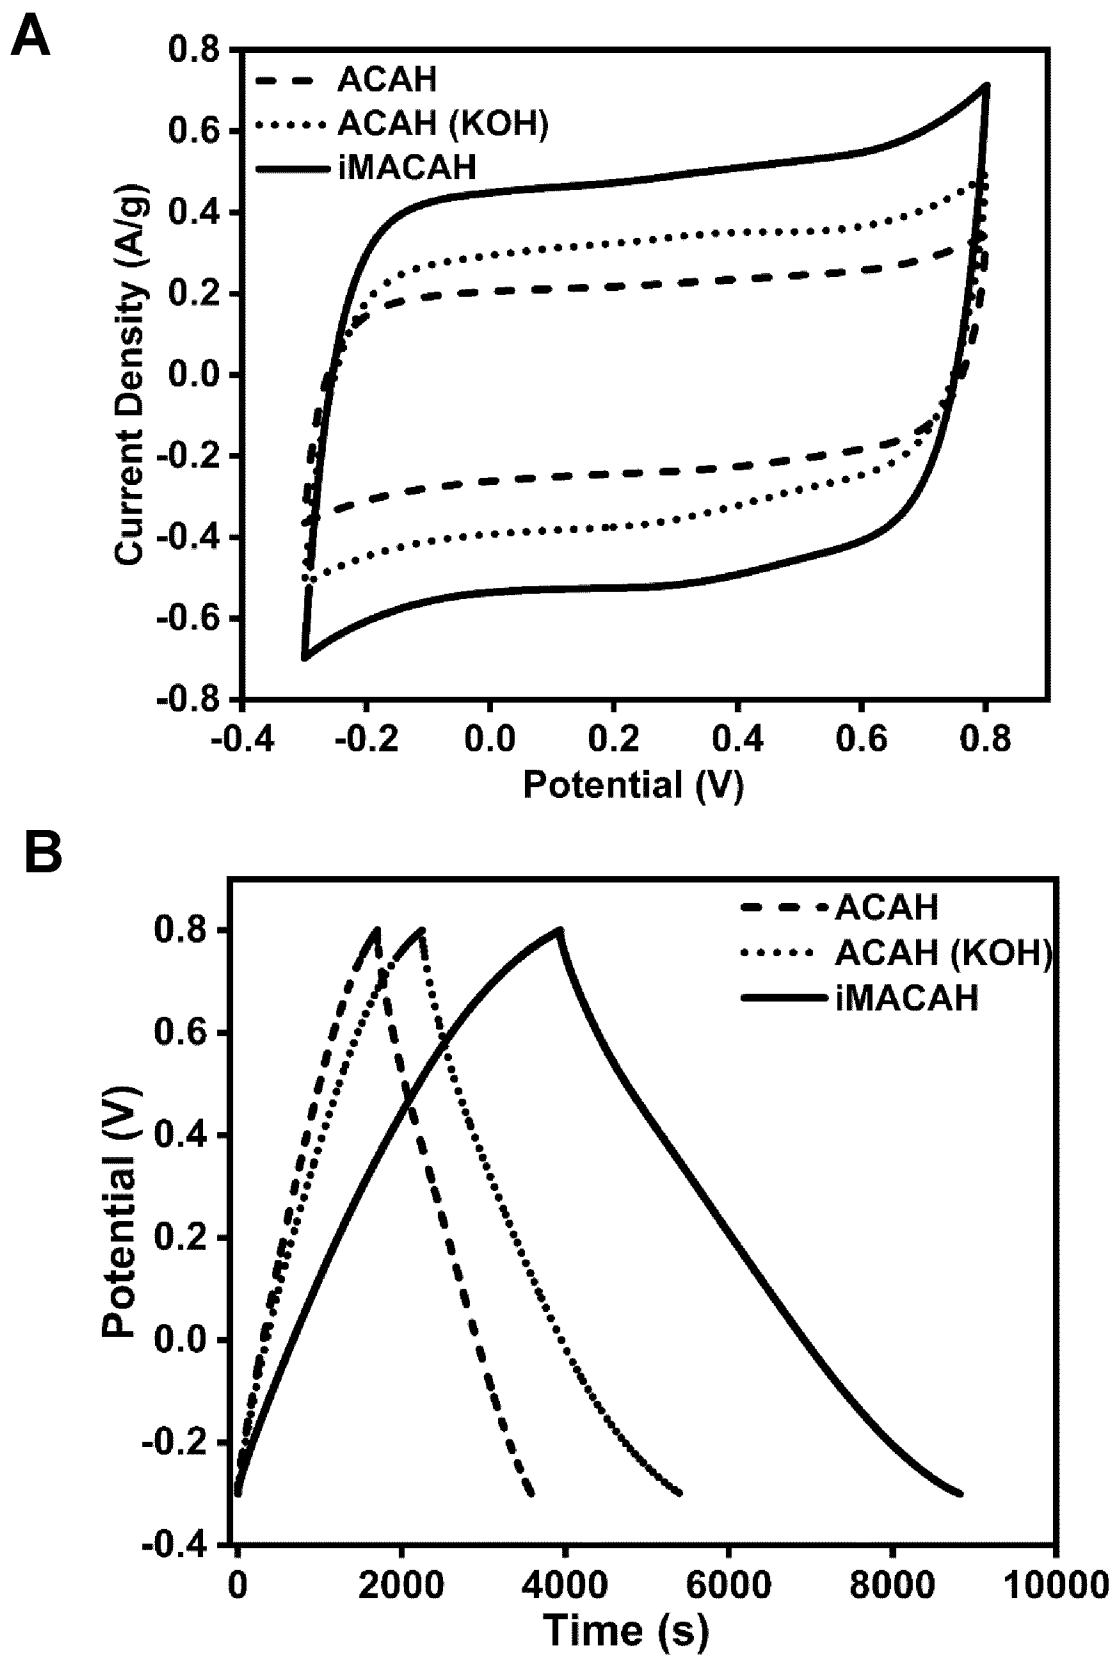 A
0.8
0.6
0.4
0.2
0.0
-0.2
-0.4
-0.6
-0.8
Current Density (A/g)
ACAH
ACAH (KOH)
iMACAH
-0.4 -0.2 0.0 0.2 0.4 0.6 0.8
Potential (V)
B
0.8
0.6
0.4
0.2
0.0
-0.2
-0.4
Potential (V)
ACAH
ACAH (KOH)
iMACAH
0 2000 4000 6000 8000 10000
Time (s)